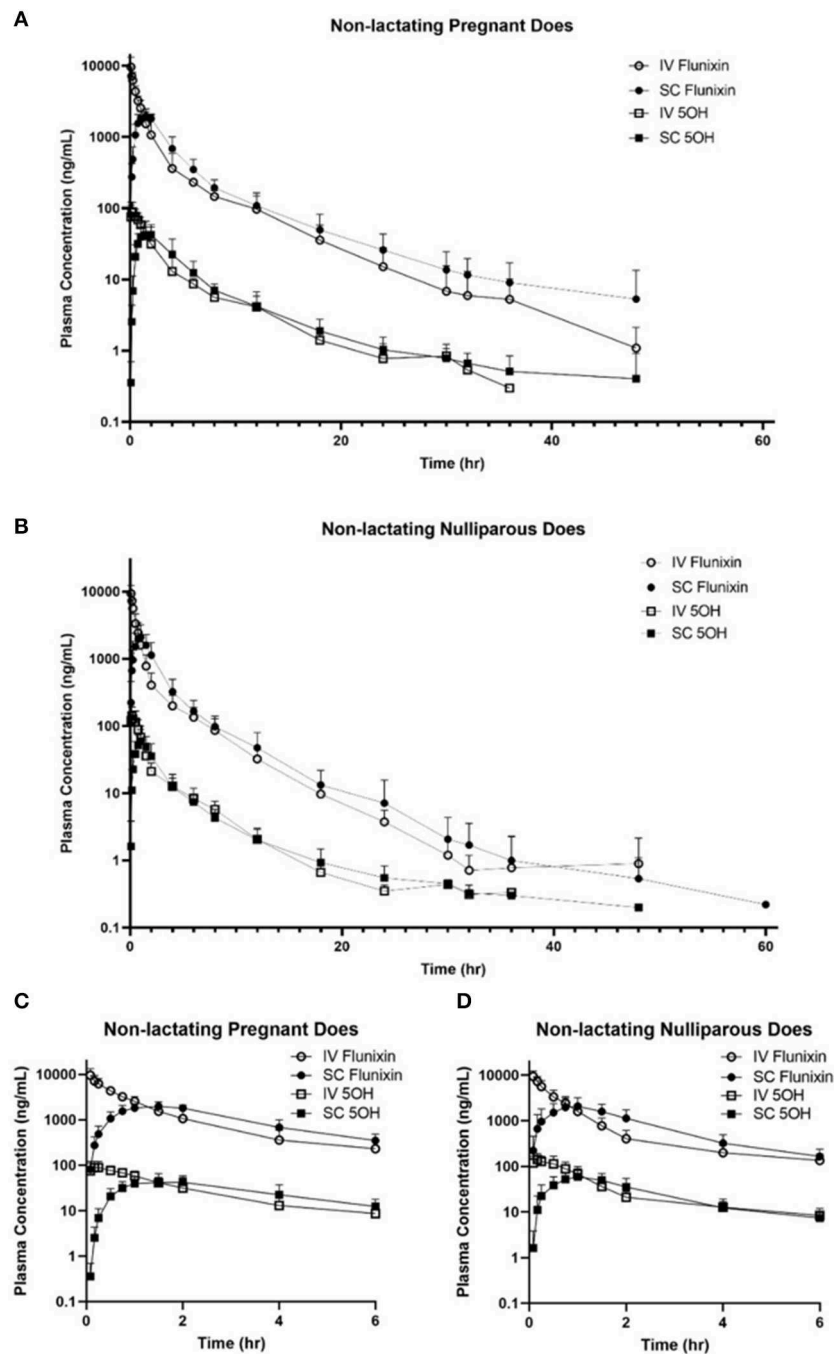 A
Non-lactating Pregnant Does
IV Flunixin
SC Flunixin
IV 5OH
SC 5OH
Plasma Concentration (ng/mL)
10000
1000
100
10
1
0.1
0
20
40
60
Time (hr)
B
Non-lactating Nulliparous Does
IV Flunixin
SC Flunixin
IV 5OH
SC 5OH
Plasma Concentration (ng/mL)
10000
1000
100
10
1
0.1
0
20
40
60
Time (hr)
C
Non-lactating Pregnant Does
IV Flunixin
SC Flunixin
IV 5OH
SC 5OH
Plasma Concentration (ng/mL)
10000
1000
100
10
1
0.1
0
2
4
6
Time (hr)
D
Non-lactating Nulliparous Does
IV Flunixin
SC Flunixin
IV 5OH
SC 5OH
Plasma Concentration (ng/mL)
10000
1000
100
10
1
0.1
0
2
4
6
Time (hr)